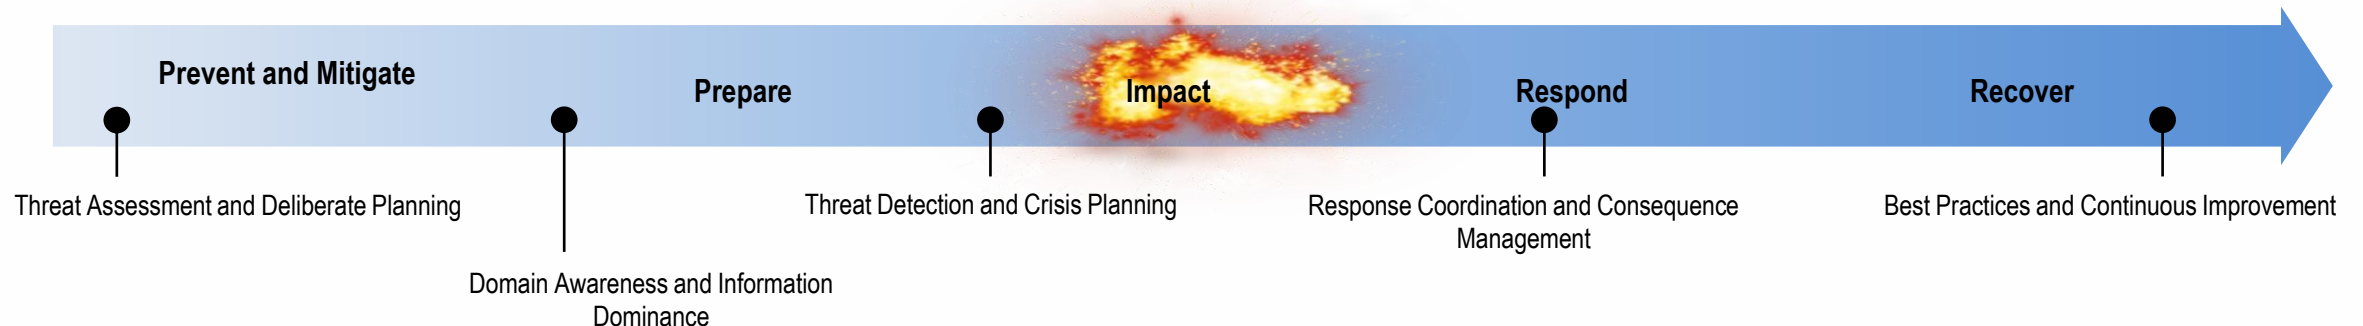 Prevent and Mitigate
Prepare
Impact
Respond
Recover
Threat Assessment and Deliberate Planning
Domain Awareness and Information
Dominance
Threat Detection and Crisis Planning
Response Coordination and Consequence
Management
Best Practices and Continuous Improvement